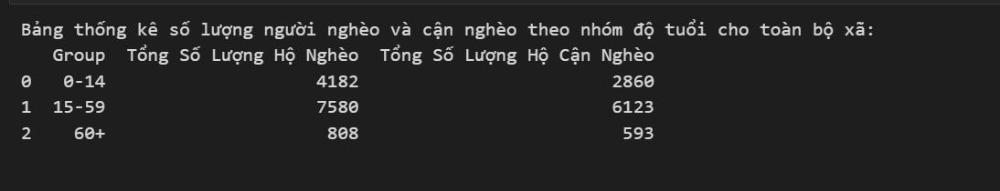 Bảng thống kê số lượng người nghèo và cận nghèo theo nhóm độ tuổi cho toàn bộ xã:
Group Tổng Số Lượng Hộ Nghèo Tổng Số Lượng Hộ Cận Nghèo
0 0-14 4182 2860
1 15-59 7580 6123
2 60+ 808 593